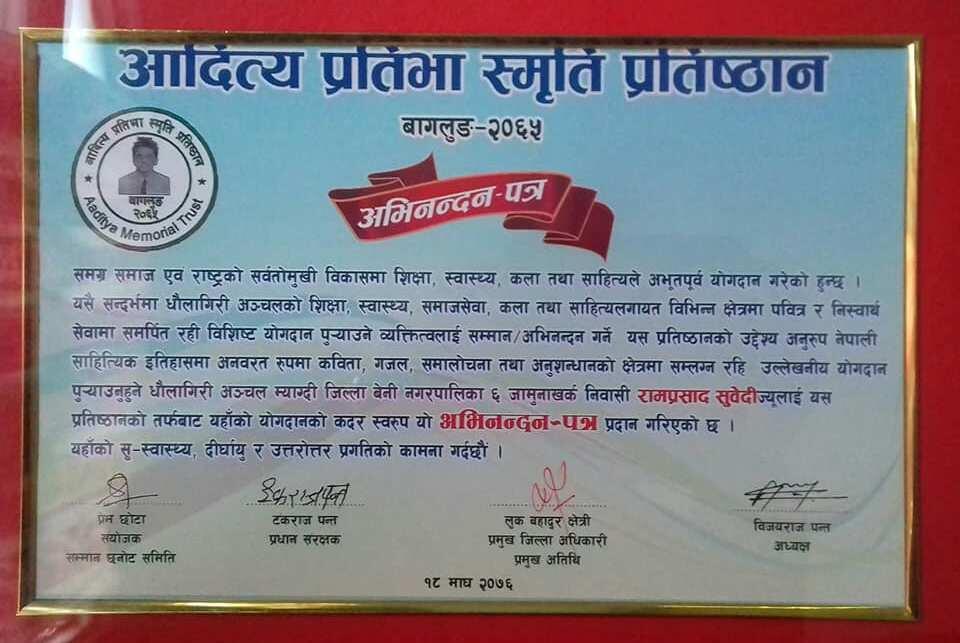 आदित्य प्रतिभा स्मृति प्रतिष्ठान
बागलुङ-२०६५
आदित्य प्रतिभा स्मृति प्रतिष्ठान
बागलुङ
२०६५
Aaditya Memorial Trust
अभिनन्दन-पत्र
समग्र समाज एवं राष्ट्रको सर्वतोमुखी विकासमा शिक्षा, स्वास्थ्य, कला तथा साहित्यले अभुतपूर्व योगदान गरेको हुन्छ ।
यसै सन्दर्भमा धौलागिरी अञ्चलको शिक्षा, स्वास्थ्य, समाजसेवा, कला तथा साहित्यलगायत विभिन्न क्षेत्रमा पवित्र र निस्वार्थ
सेवामा समर्पित रही विशिष्ट योगदान पुऱ्याउने व्यक्तित्वलाई सम्मान/अभिनन्दन गर्ने यस प्रतिष्ठानको उद्देश्य अनुरुप नेपाली
साहित्यिक इतिहासमा अनवरत रुपमा कविता, गजल, समालोचना तथा अनुशन्धानको क्षेत्रमा सम्लग्न रहि उल्लेखनीय योगदान
पुऱ्याउनुहुने धौलागिरी अञ्चल म्याग्दी जिल्ला बेनी नगरपालिका ६ जामुनाखर्क निवासी रामप्रसाद सुवेदीज्यूलाई यस
प्रतिष्ठानको तर्फबाट यहाँको योगदानको कदर स्वरुप यो अभिनन्दन-पत्र प्रदान गरिएको छ ।
यहाँको सु-स्वास्थ्य, दीर्घायु र उत्तरोत्तर प्रगतिको कामना गर्दछौं ।
प्रेम छोटा
संयोजक
सम्मान छनोट समिति
टेकराज पन्त
टेकराज पन्त
प्रधान संरक्षक
लुक बहादुर क्षेत्री
प्रमुख जिल्ला अधिकारी
प्रमुख अतिथि
विजयराज पन्त
अध्यक्ष
१८ माघ २०७६